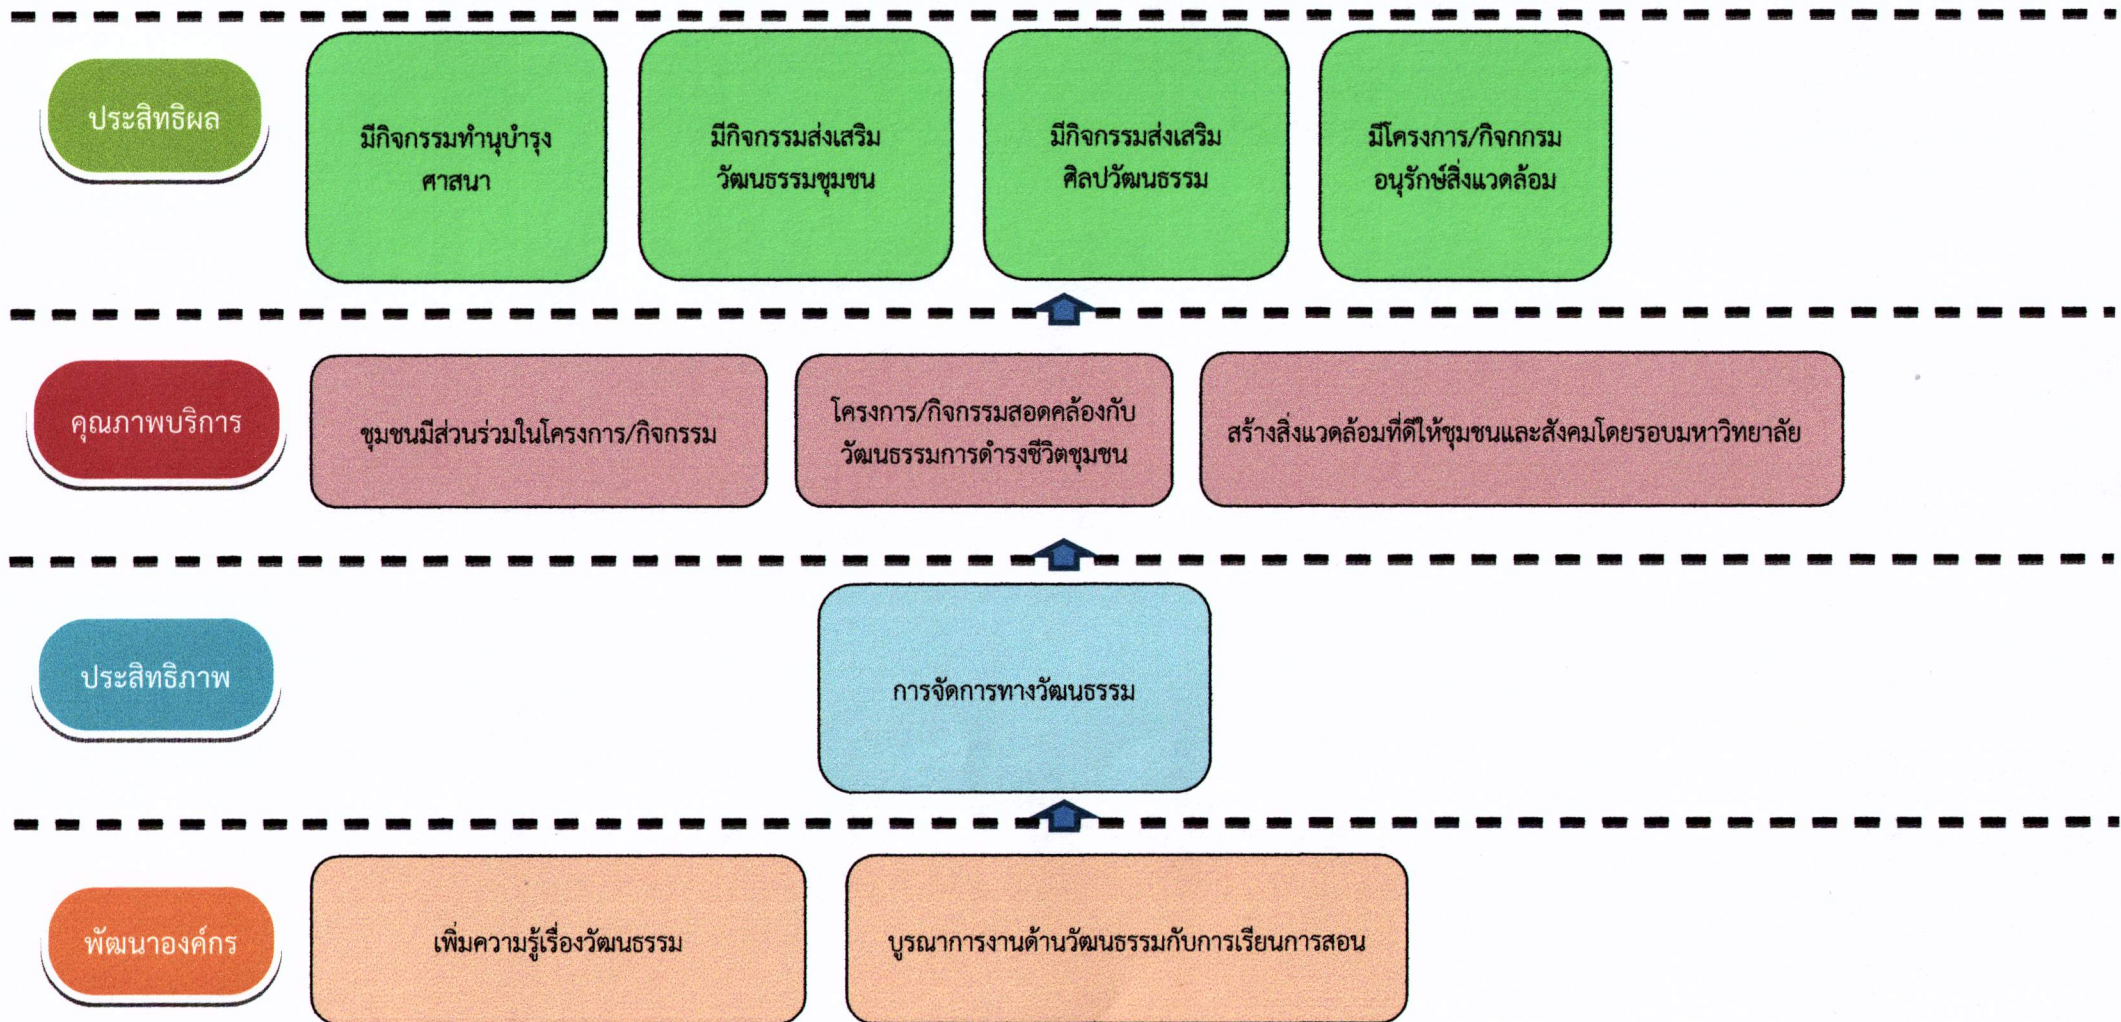 ประสิทธิผล
มีกิจกรรมทำนุบำรุง
ศาสนา
มีกิจกรรมส่งเสริม
วัฒนธรรมชุมชน
มีกิจกรรมส่งเสริม
ศิลปวัฒนธรรม
มีโครงการ/กิจกกรม
อนุรักษ์สิ่งแวดล้อม
คุณภาพบริการ
ชุมชนมีส่วนร่วมในโครงการ/กิจกรรม
โครงการ/กิจกรรมสอดคล้องกับ
วัฒนธรรมการดำรงชีวิตชุมชน
สร้างสิ่งแวดล้อมที่ดีให้ชุมชนและสังคมโดยรอบมหาวิทยาลัย
ประสิทธิภาพ
การจัดการทางวัฒนธรรม
พัฒนาองค์กร
เพิ่มความรู้เรื่องวัฒนธรรม
บูรณาการงานด้านวัฒนธรรมกับการเรียนการสอน